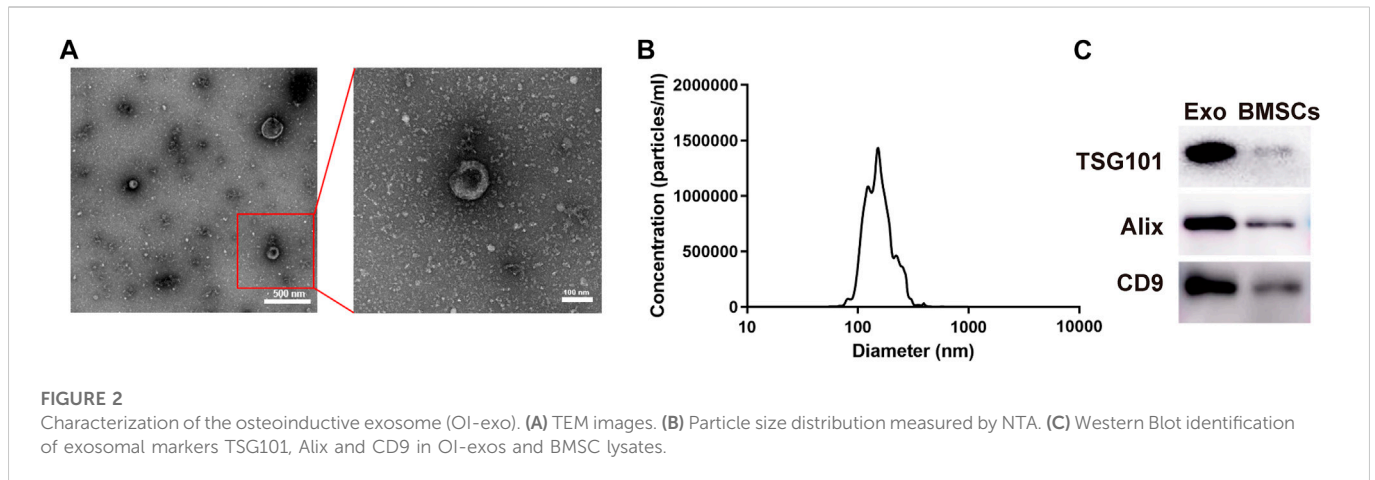 A
500 nm
100 nm
B
Concentration (particles/ml)
2000000
1500000
1000000
500000
0
10
100
1000
10000
Diameter (nm)
C
Exo BMSCs
TSG101
Alix
CD9
FIGURE 2
Characterization of the osteoinductive exosome (OI-exo). (A) TEM images. (B) Particle size distribution measured by NTA. (C) Western Blot identification
of exosomal markers TSG101, Alix and CD9 in OI-exos and BMSC lysates.